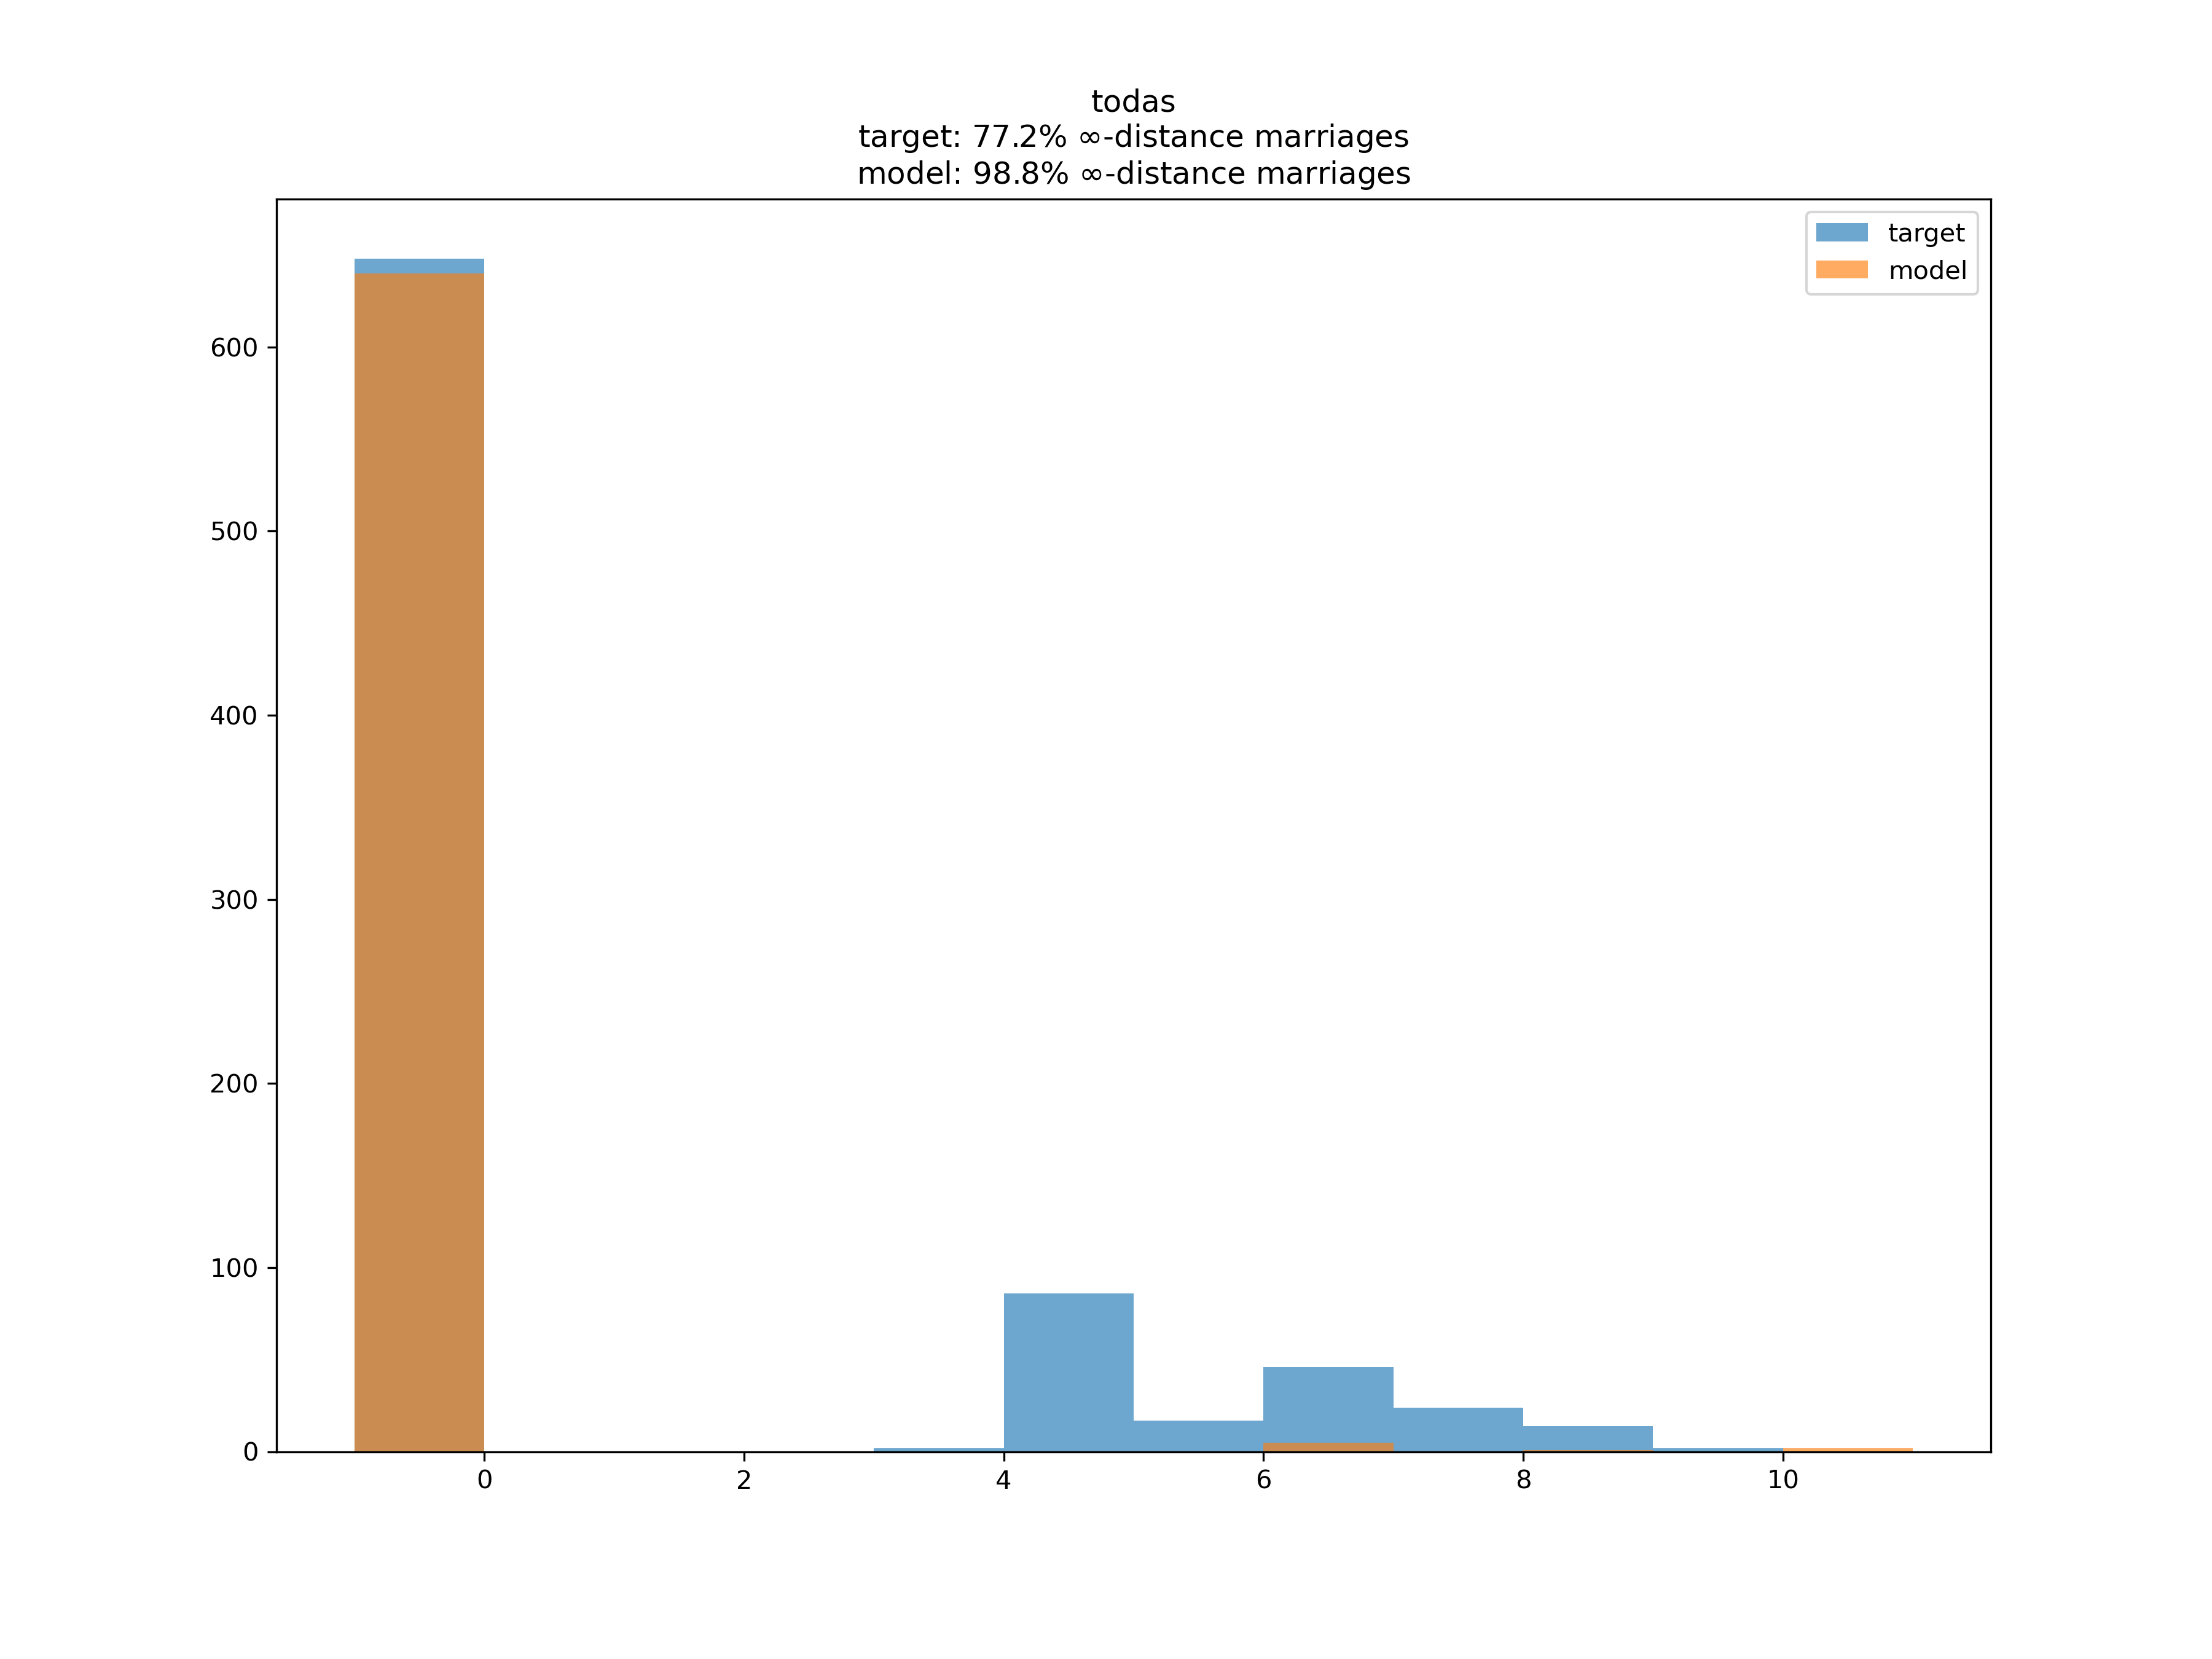 todas
target: 77.2% ∞-distance marriages
model: 98.8% ∞-distance marriages
target
model
600
500
400
300
200
100
0
0 2 4 6 8 10